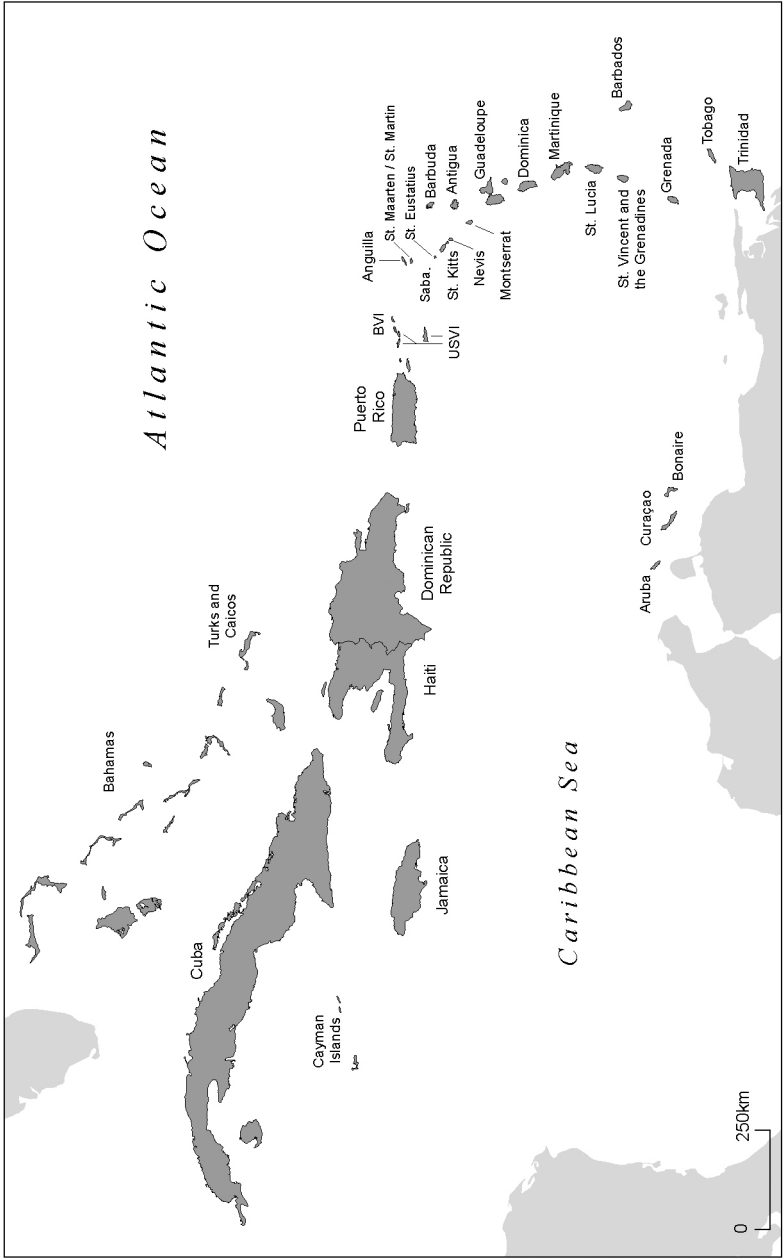 Atlantic Ocean
Bahamas
Turks and
Caicos
Cuba
Cayman
Islands
Jamaica
Haiti
Dominican
Republic
Puerto
Rico
BVI
USVI
Anguilla
St. Maarten / St. Martin
St. Eustatius
Saba.
Barbuda
St. Kitts
Antigua
Nevis
Montserrat
Guadeloupe
Dominica
Martinique
St. Lucia
Barbados
St. Vincent and
the Grenadines
Grenada
Tobago
Trinidad
Caribbean Sea
Aruba
Curaçao
Bonaire
0
250km